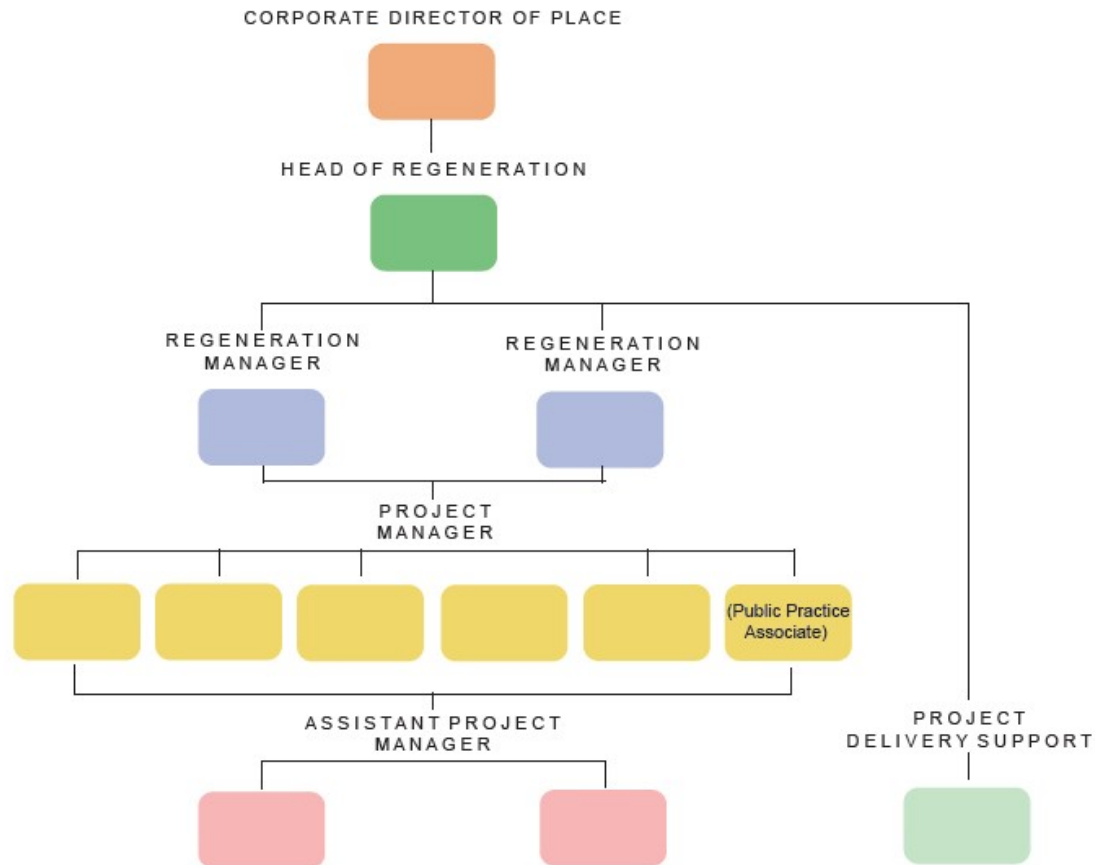 CORPORATE DIRECTOR OF PLACE
HEAD OF REGENERATION
REGENERATION
MANAGER
REGENERATION
MANAGER
PROJECT
MANAGER
(Public Practice
Associate)
ASSISTANT PROJECT
MANAGER
PROJECT
DELIVERY SUPPORT